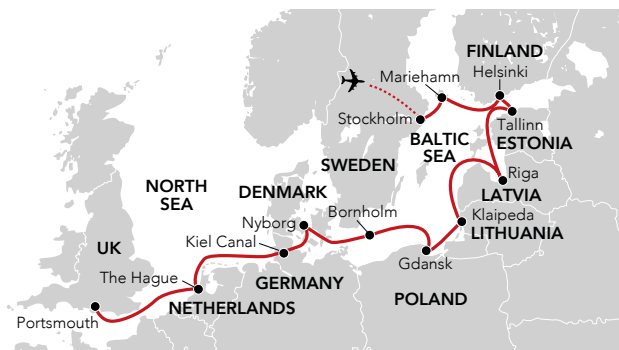 FINLAND
Helsinki
Mariehamn
Stockholm
Tallinn
ESTONIA
BALTIC
SEA
SWEDEN
Riga
LATVIA
NORTH
SEA
DENMARK
Nyborg
Bornholm
Klaipeda
LITHUANIA
UK
Kiel Canal
Gdansk
The Hague
GERMANY
NETHERLANDS
POLAND
Portsmouth